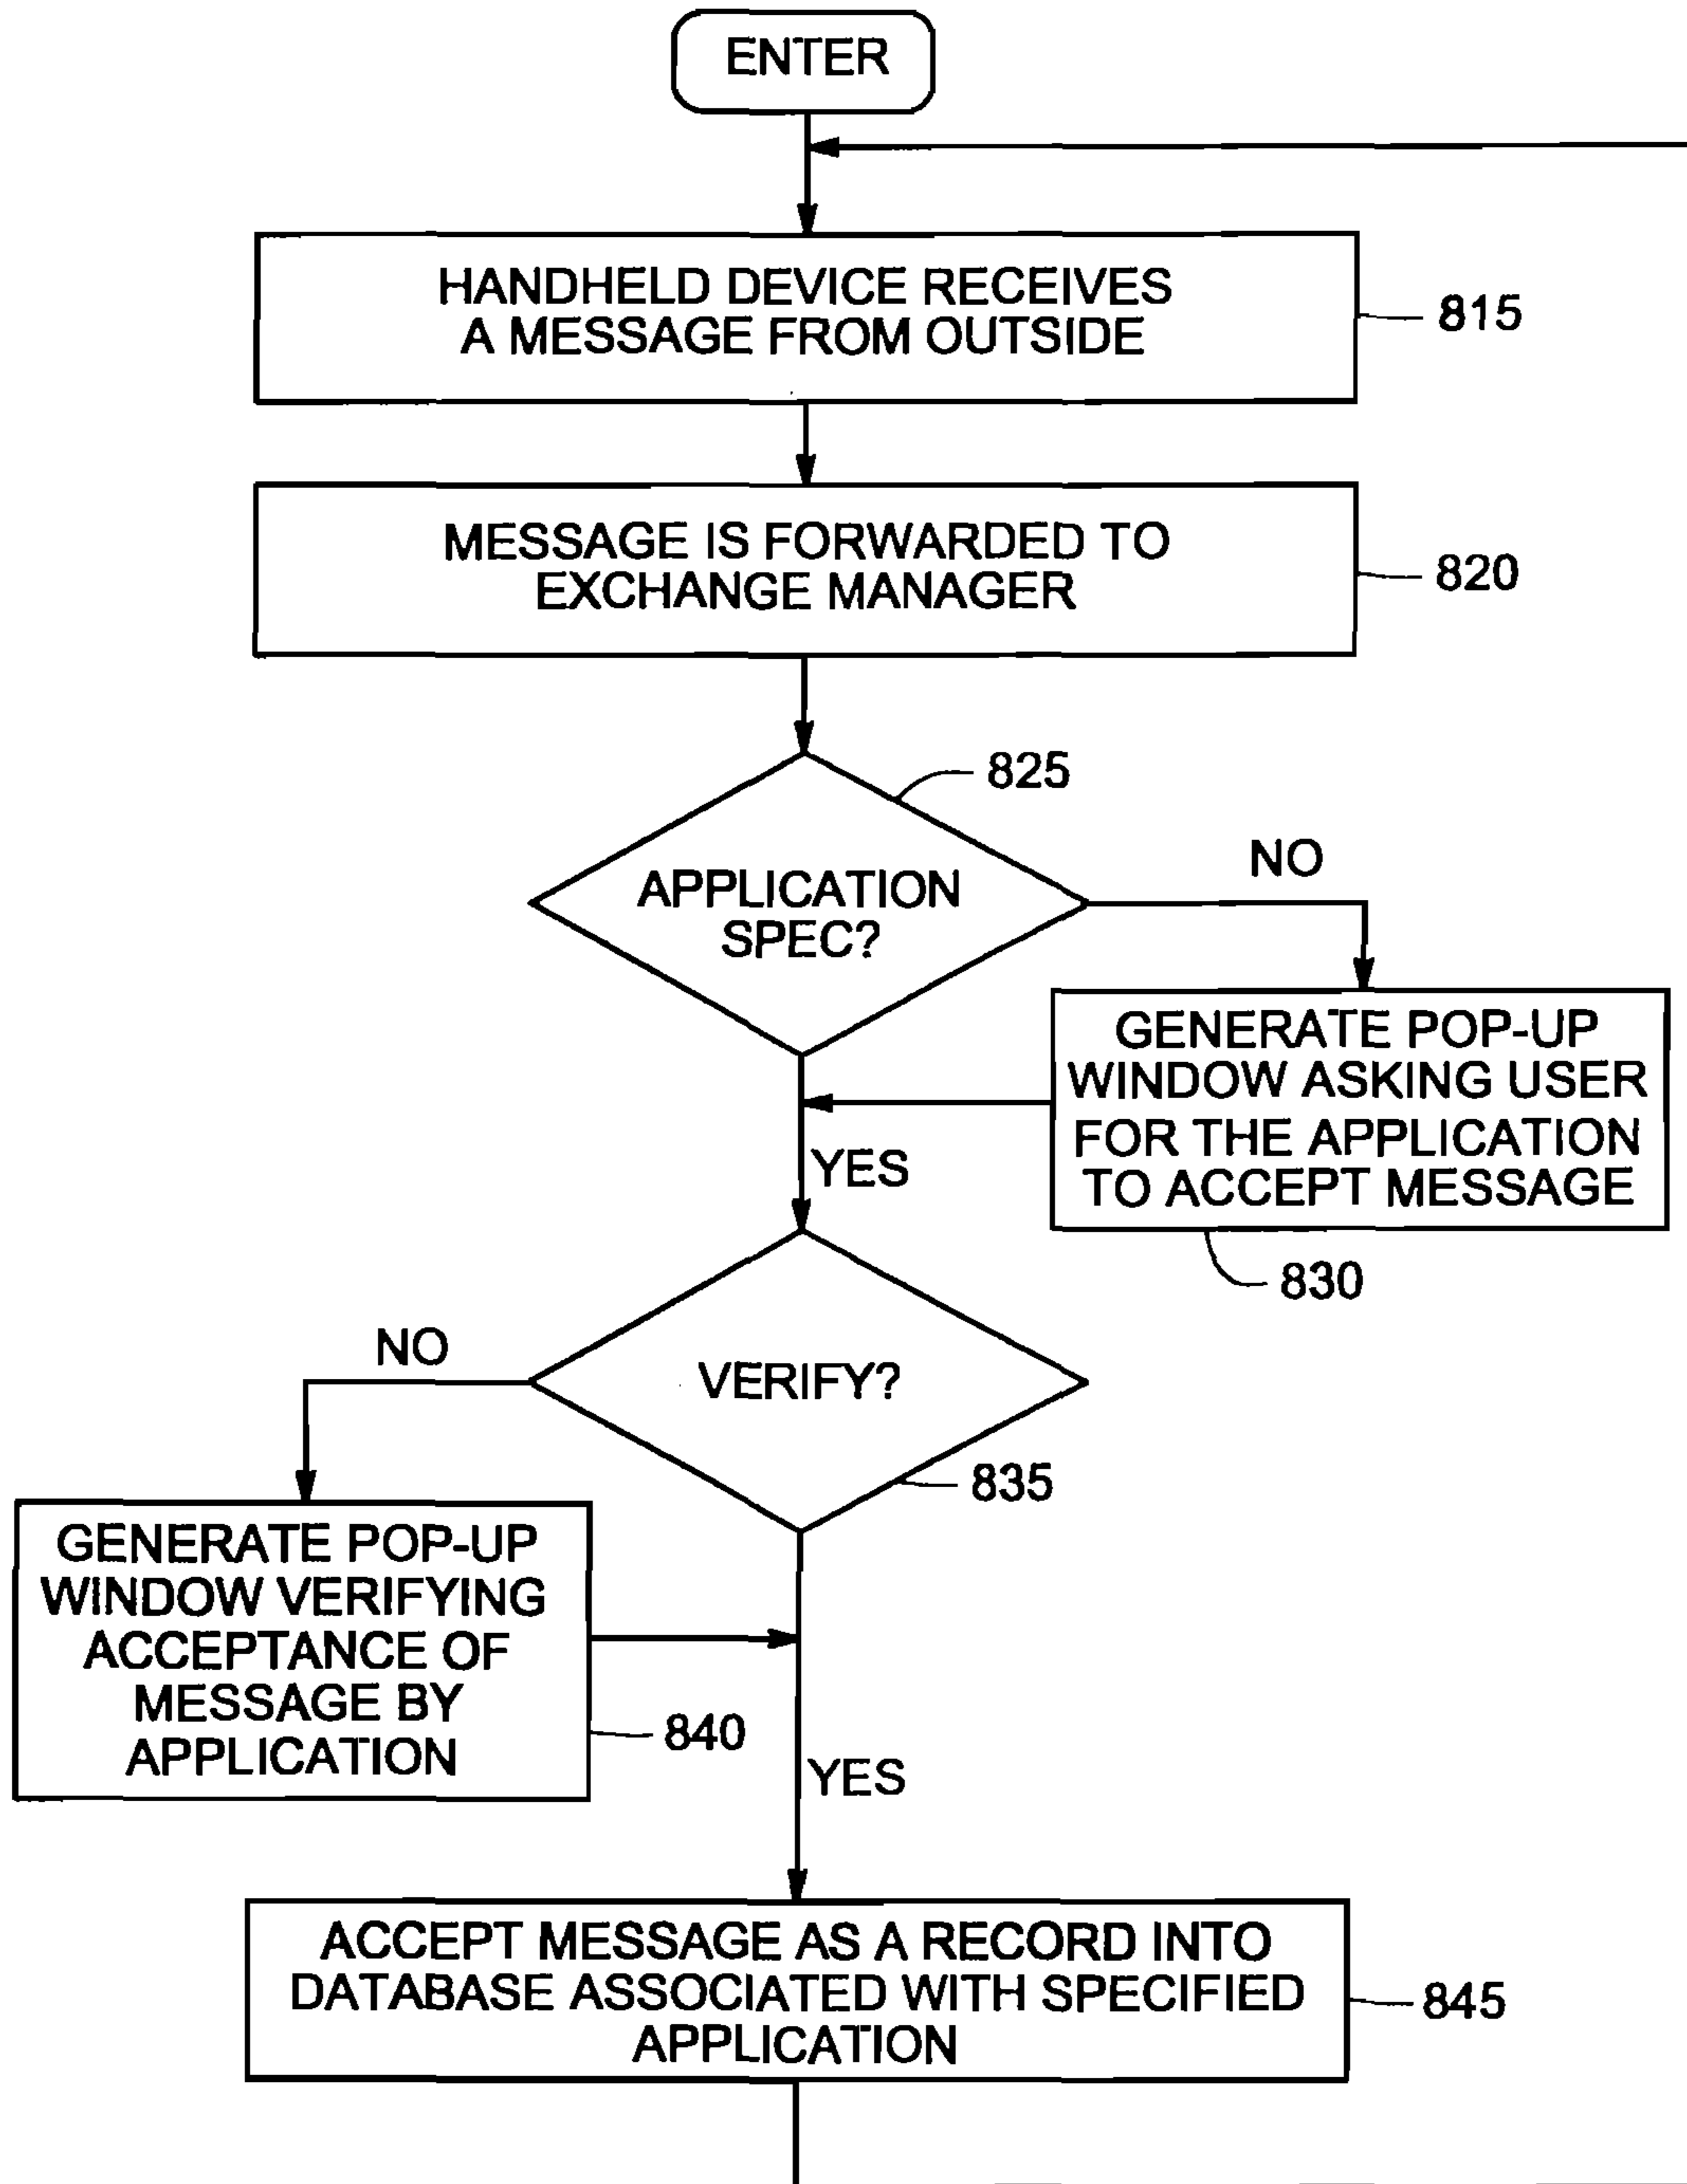 ENTER
HANDHELD DEVICE RECEIVES
A MESSAGE FROM OUTSIDE
815
MESSAGE IS FORWARDED TO
EXCHANGE MANAGER
820
825
APPLICATION
SPEC?
NO
GENERATE POP-UP
WINDOW ASKING USER
FOR THE APPLICATION
TO ACCEPT MESSAGE
830
YES
VERIFY?
835
NO
GENERATE POP-UP
WINDOW VERIFYING
ACCEPTANCE OF
MESSAGE BY
APPLICATION
840
YES
ACCEPT MESSAGE AS A RECORD INTO
DATABASE ASSOCIATED WITH SPECIFIED
APPLICATION
845